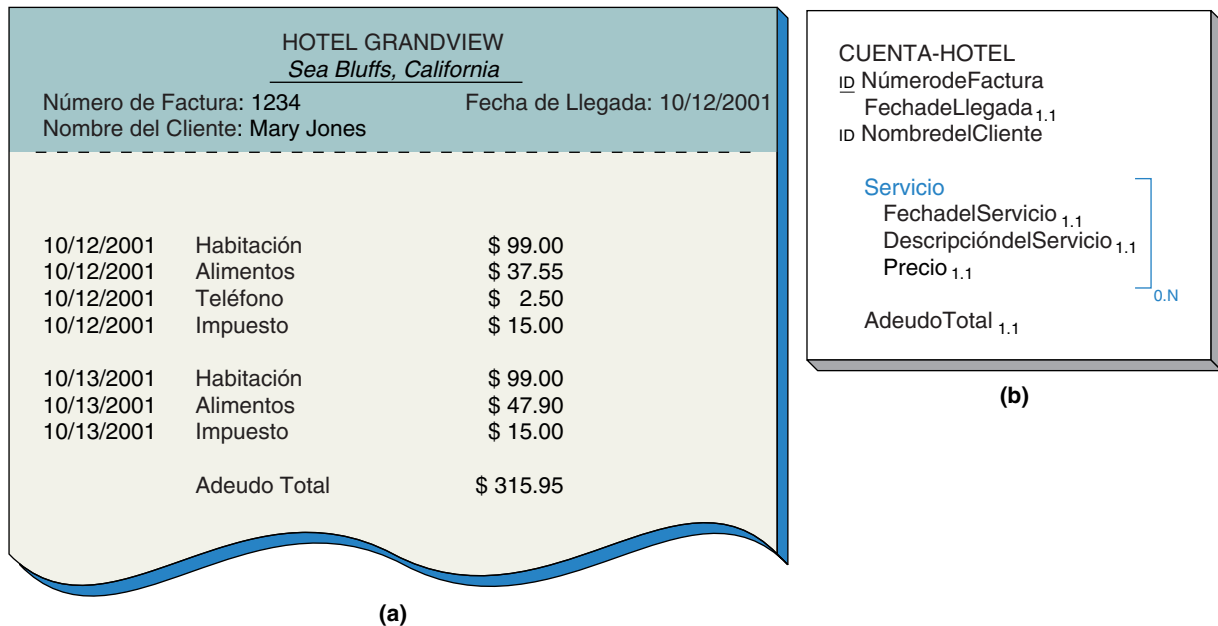 HOTEL GRANDVIEW
Sea Bluffs, California
Número de Factura: 1234 Fecha de Llegada: 10/12/2001
Nombre del Cliente: Mary Jones
10/12/2001 Habitación $ 99.00
10/12/2001 Alimentos $ 37.55
10/12/2001 Teléfono $ 2.50
10/12/2001 Impuesto $ 15.00
10/13/2001 Habitación $ 99.00
10/13/2001 Alimentos $ 47.90
10/13/2001 Impuesto $ 15.00
Adeudo Total $ 315.95
(a)
CUENTA-HOTEL
ID NúmerodeFactura
FechadeLlegada 1.1
ID NombredelCliente
Servicio
FechadelServicio 1.1
DescripcióndelServicio 1.1
Precio 1.1
0.N
AdeudoTotal 1.1
(b)